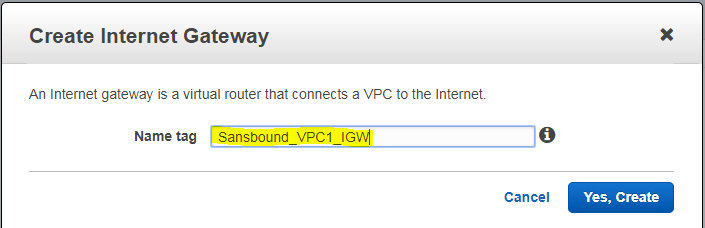 Create Internet Gateway
An Internet gateway is a virtual router that connects a VPC to the Internet.
Name tag Sansbound_VPC1_IGW
Cancel Yes, Create